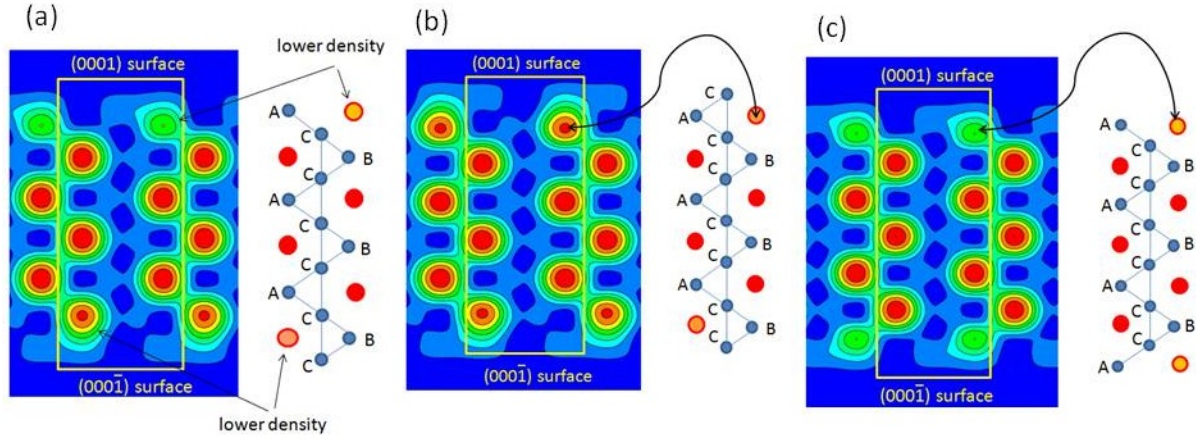 (a)
lower density
(0001) surface
A
C
B
C
A
C
B
C
A
C
B
C
(0001̄) surface
lower density
(b)
(0001) surface
C
A
C
B
C
A
C
B
C
A
C
B
C
(0001̄) surface
(c)
(0001) surface
A
C
B
C
A
C
B
C
A
C
B
C
A
(0001̄) surface